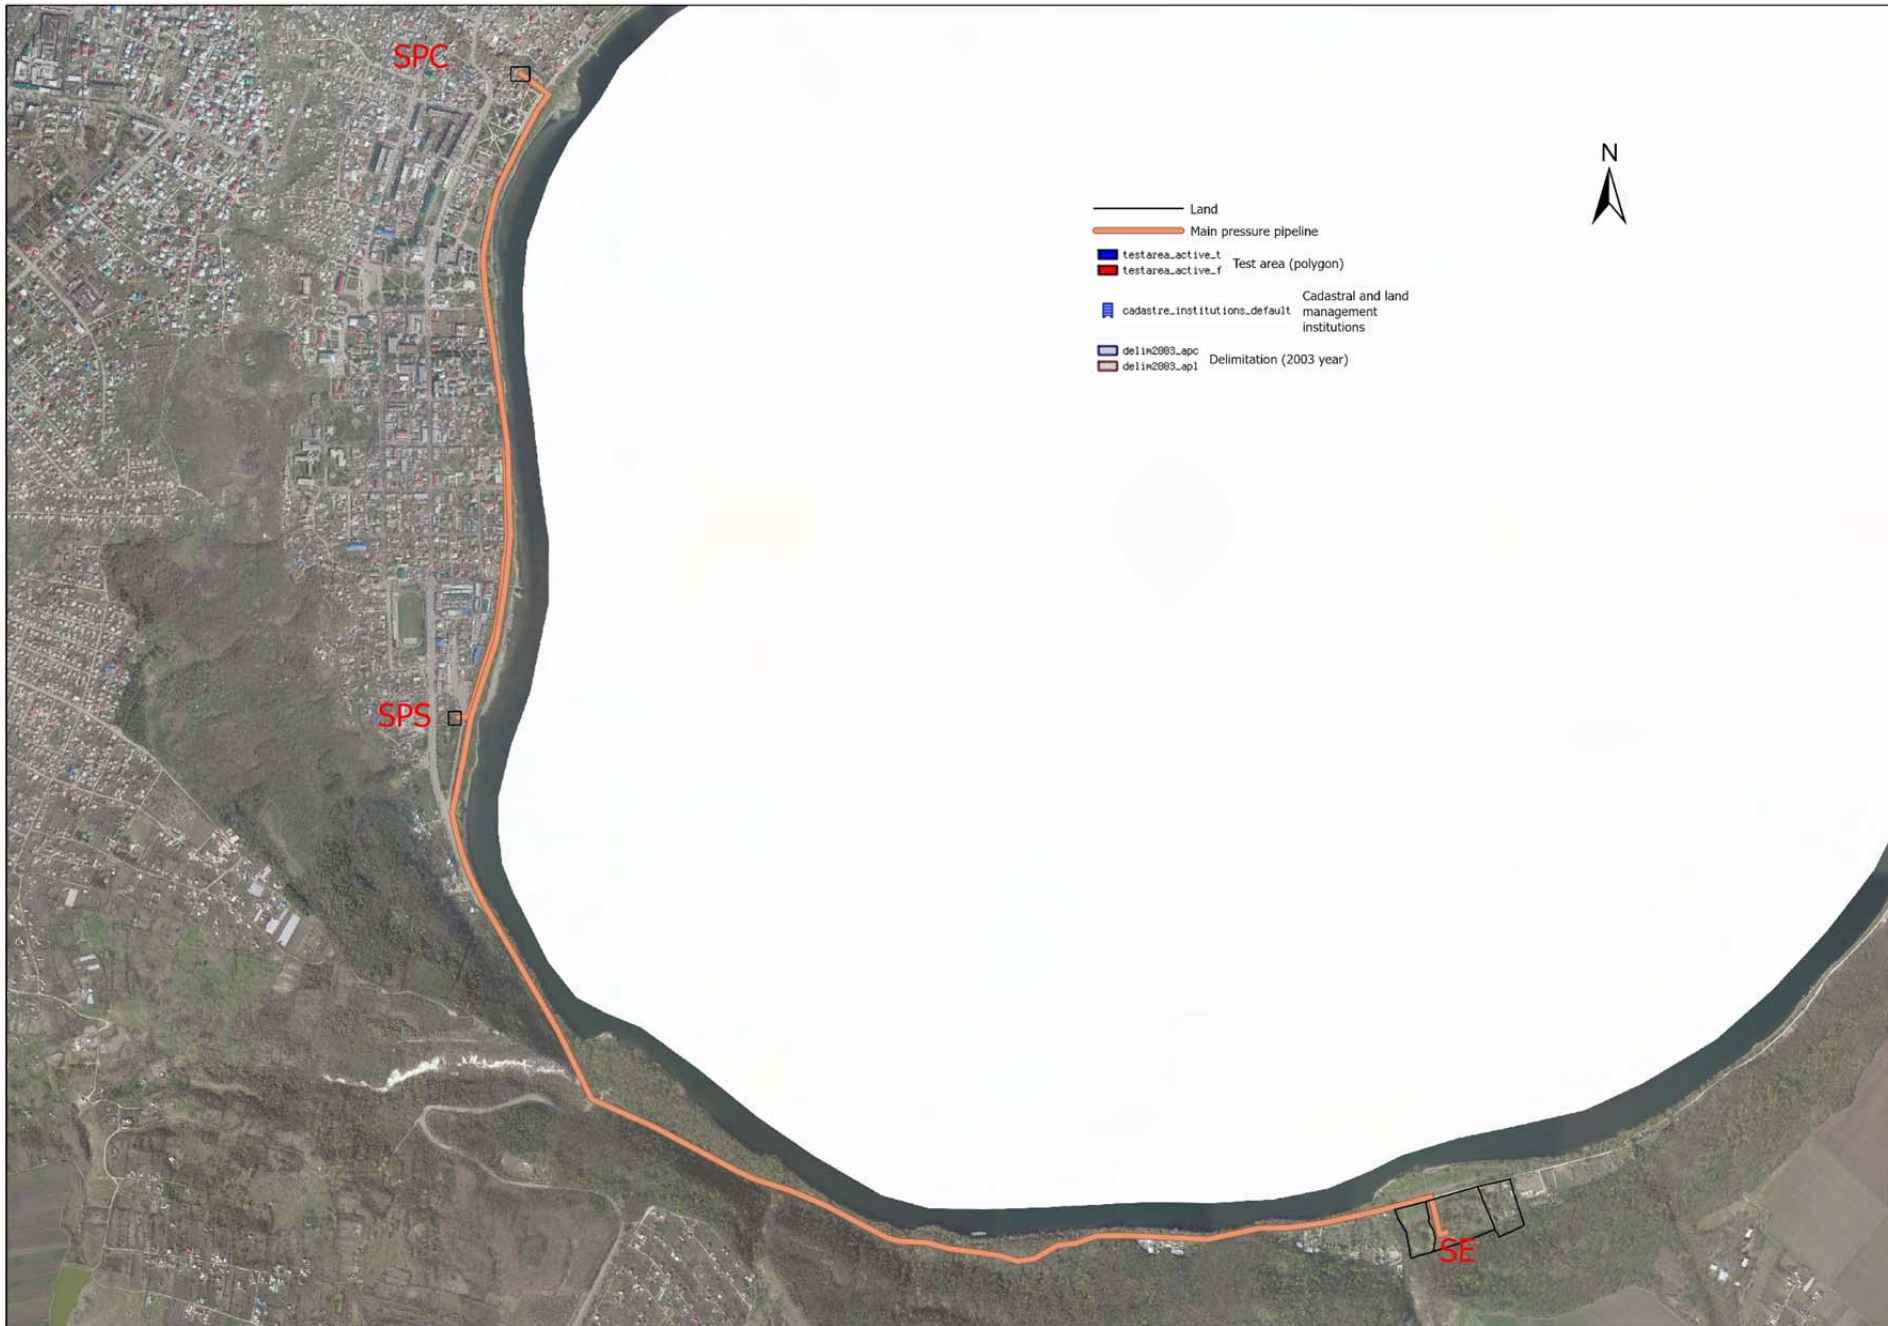 SPC
N
Land
Main pressure pipeline
testarea_active_t
testarea_active_f
Test area (polygon)
cadastre_institutions_default
Cadastral and land
management
institutions
delim2003_apc
delim2003_apl
Delimitation (2003 year)
SPS
SE